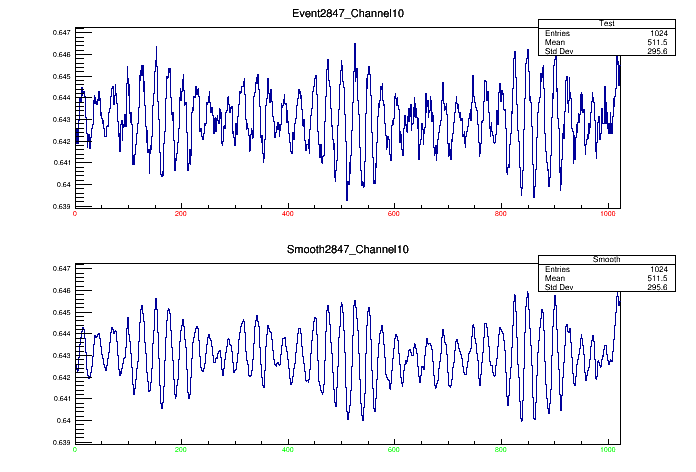 Event2847_Channel10
Test
Entries 1024
Mean 511.5
Std Dev 295.6
0.647
0.646
0.645
0.644
0.643
0.642
0.641
0.64
0.639
0 200 400 600 800 1000
Smooth2847_Channel10
Smooth
Entries 1024
Mean 511.5
Std Dev 295.6
0.647
0.646
0.645
0.644
0.643
0.642
0.641
0.64
0.639
0 200 400 600 800 1000